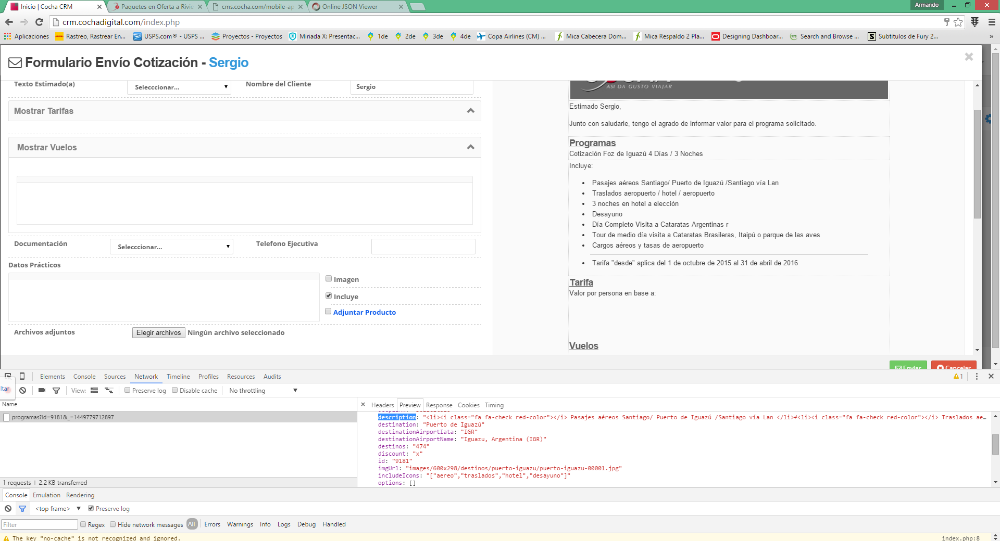 Inicio | Cocha CRM
Paquetes en Oferta a Rivie
cms.cocha.com/mobile-ap
Online JSON Viewer
Armando
crm.cochadigital.com/index.php
Aplicaciones
Rastreo, Rastrear En...
USPS.com® - USPS ...
Proyectos - Proyectos
Miriada X: Presentac...
1de
2de
3de
4de
Copa Airlines (CM) ...
Mica Cabecera Dom...
Mica Respaldo 2 Pla...
Designing Dashboar...
Search and Browse ...
Subtitulos de Fury 2...
»
Formulario Envío Cotización - Sergio
Texto Estimado(a)
Selecccionar...
Nombre del Cliente
Sergio
Mostrar Tarifas
Mostrar Vuelos
Documentación
Selecccionar...
Telefono Ejecutiva
Datos Prácticos
Imagen
Incluye
Adjuntar Producto
Archivos adjuntos
Elegir archivos Ningún archivo seleccionado
ASI DA GUSTO VIAJAR
Estimado Sergio,
Junto con saludarle, tengo el agrado de informar valor para el programa solicitado.
Programas
Cotización Foz de Iguazú 4 Días / 3 Noches
Incluye:
Pasajes aéreos Santiago/ Puerto de Iguazú /Santiago vía Lan
Traslados aeropuerto / hotel / aeropuerto
3 noches en hotel a elección
Desayuno
Día Completo Visita a Cataratas Argentinas r
Tour de medio día visita a Cataratas Brasileras, Itaipú o parque de las aves
Cargos aéreos y tasas de aeropuerto
Tarifa "desde" aplica del 1 de octubre de 2015 al 31 de abril de 2016
Tarifa
Valor por persona en base a:
Vuelos
Enviar
Cancelar
Elements Console Sources Network Timeline Profiles Resources Audits
1
ltar
View:
Preserve log
Disable cache
No throttling
Name
programas?id=9181&_=1449779712897
1 requests | 2.2 KB transferred
Headers Preview Response Cookies Timing
description: "<li><i class="fa fa-check red-color"></i> Pasajes aéreos Santiago/ Puerto de Iguazú /Santiago vía Lan </li>↵<li><i class="fa fa-check red-color"></i> Traslados ae…
destination: "Puerto de Iguazú"
destinationAirportIata: "IGR"
destinationAirportName: "Iguazu, Argentina (IGR)"
destinos: "474"
discount: "x"
id: "9181"
imgUrl: "images/600x298/destinos/puerto-iguazu/puerto-iguazu-00001.jpg"
includeIcons: "["aereo","traslados","hotel","desayuno"]"
options: []
Console Emulation Rendering
<top frame>
Preserve log
Filter
Regex
Hide network messages
All
Errors Warnings Info Logs Debug Handled
The key "no-cache" is not recognized and ignored.
index.php:8